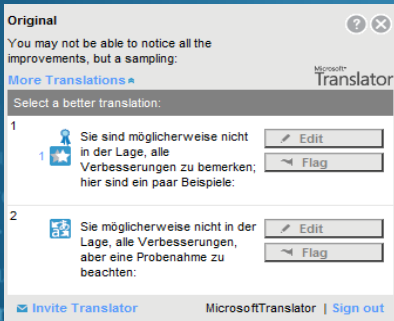 Original
You may not be able to notice all the
improvements, but a sampling:
More Translations
Microsoft®
Translator
Select a better translation:
1
1
Sie sind möglicherweise nicht
in der Lage, alle
Verbesserungen zu bemerken;
hier sind ein paar Beispiele:
Edit
Flag
2
Sie möglicherweise nicht in der
Lage, alle Verbesserungen,
aber eine Probenahme zu
beachten:
Edit
Flag
Invite Translator
MicrosoftTranslator | Sign out